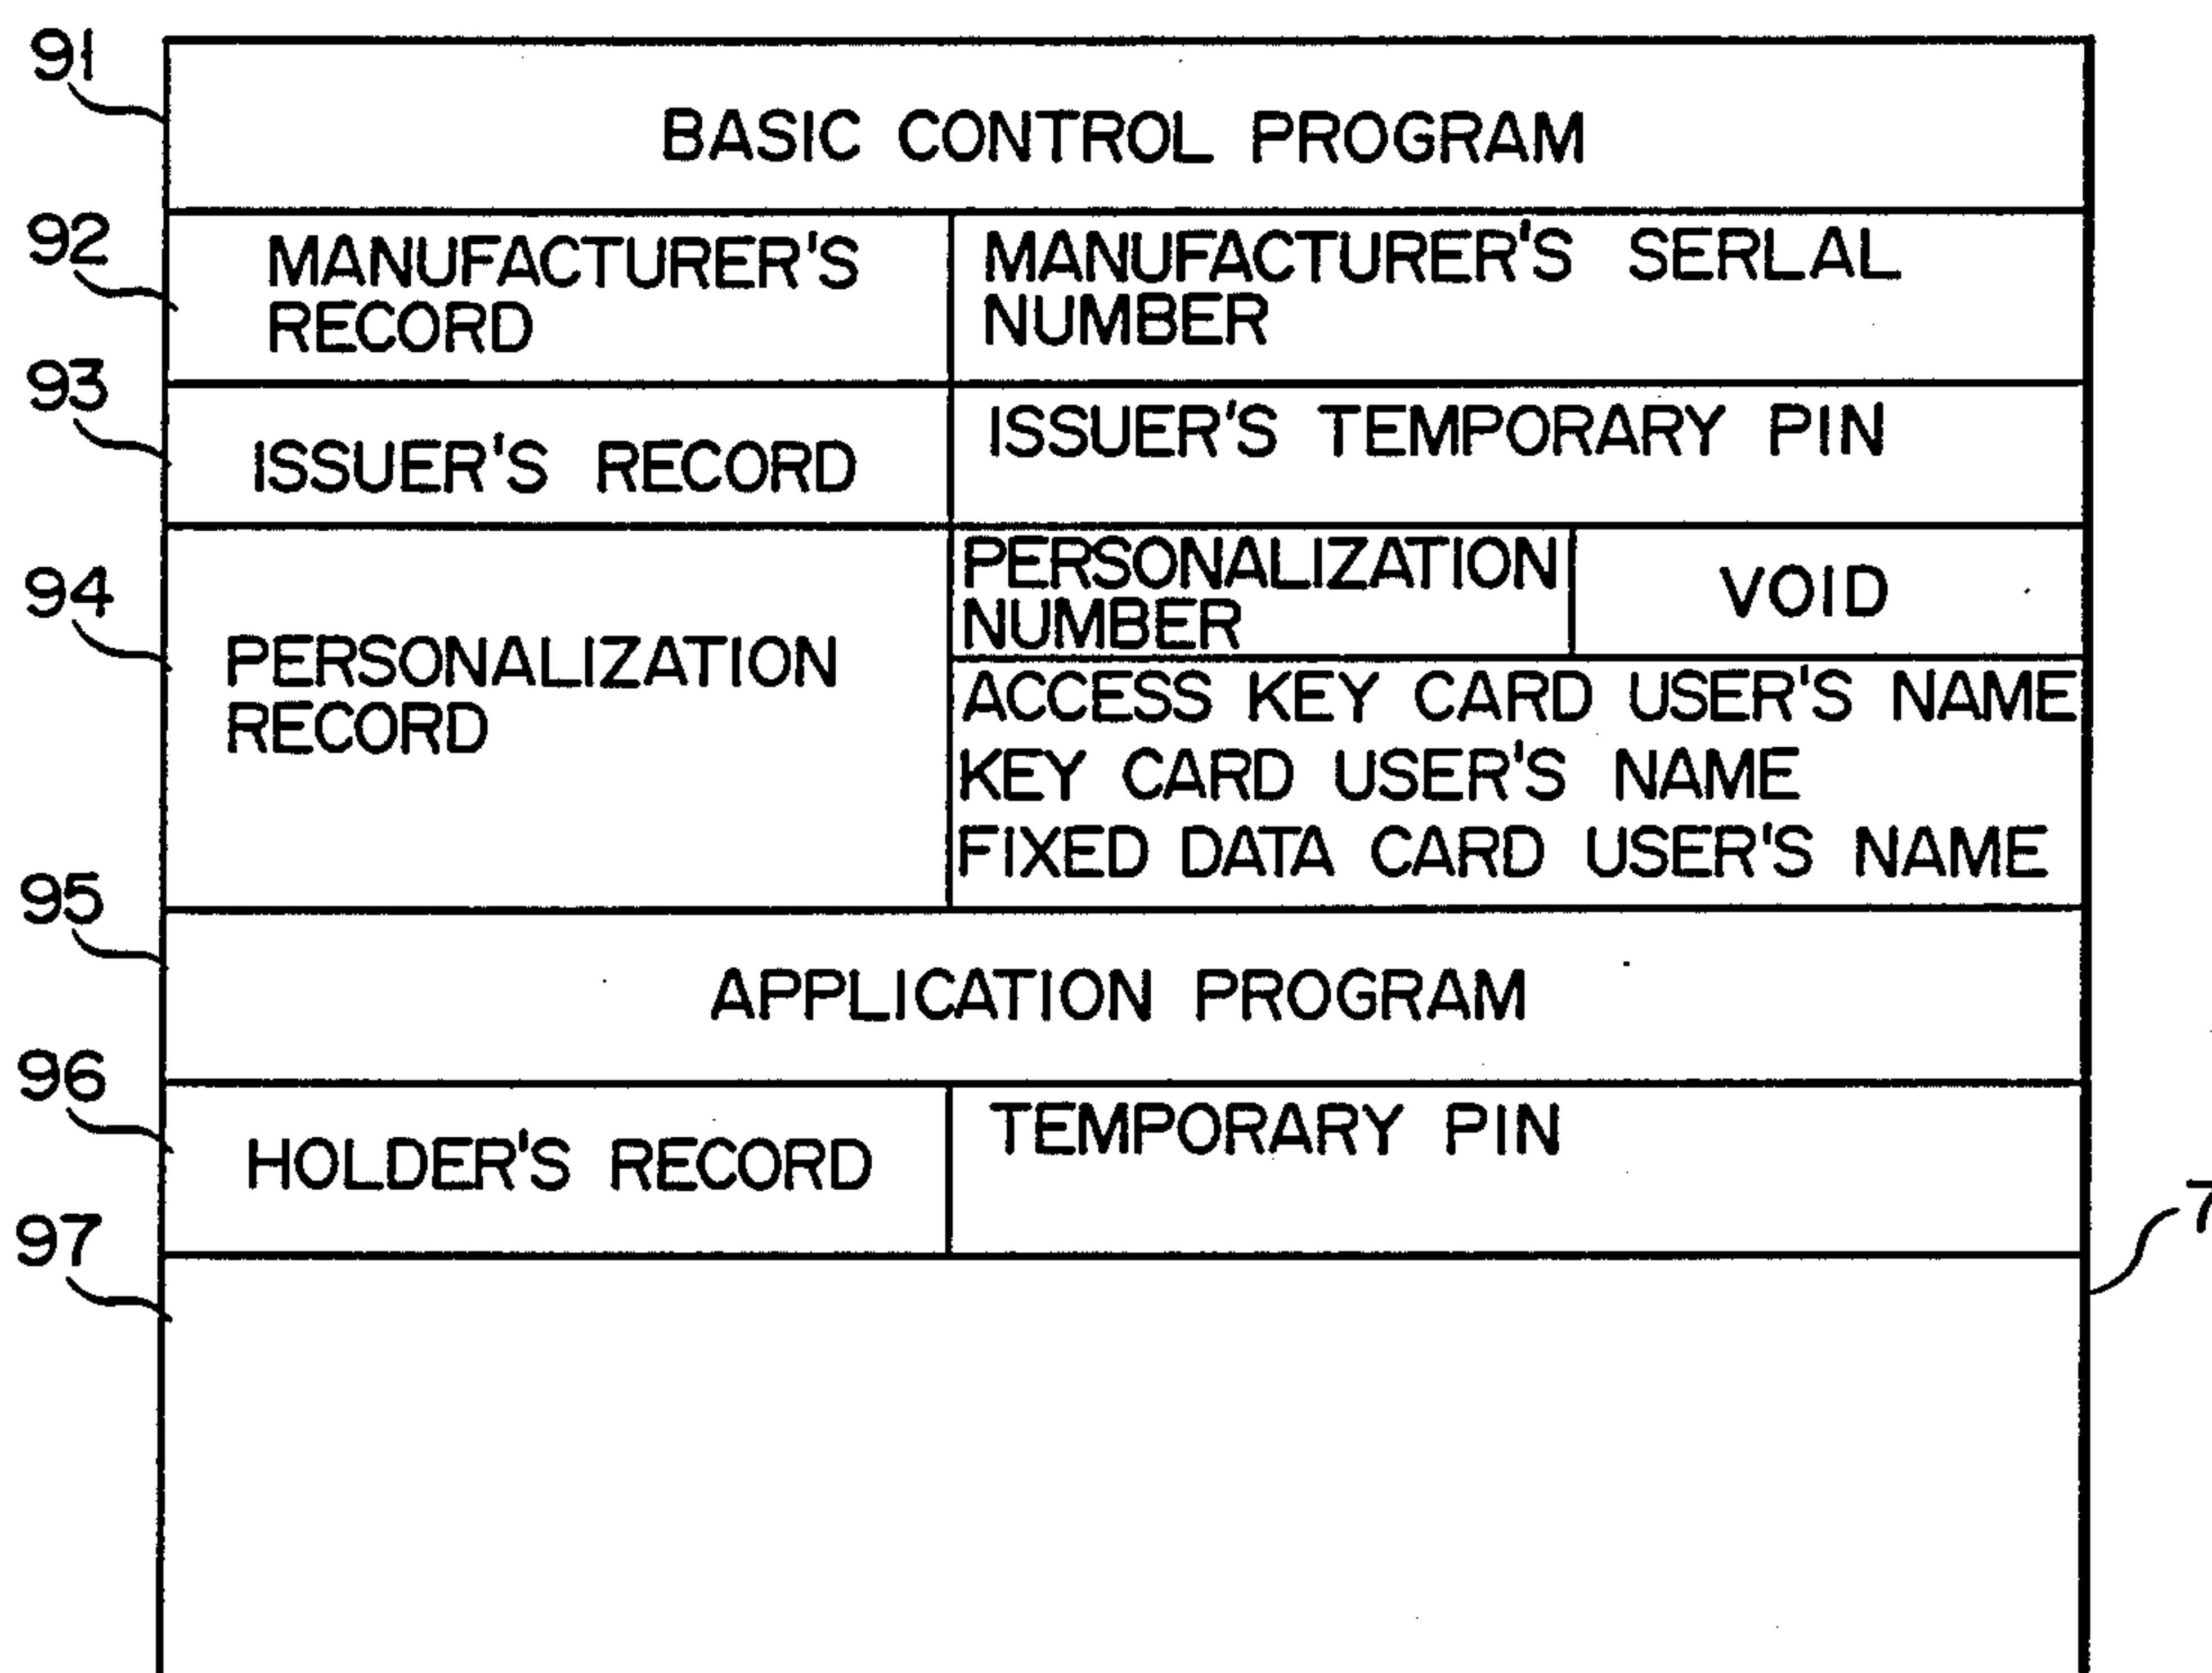 91
BASIC CONTROL PROGRAM
92
MANUFACTURER'S
RECORD
MANUFACTURER'S SERLAL
NUMBER
93
ISSUER'S RECORD
ISSUER'S TEMPORARY PIN
94
PERSONALIZATION
RECORD
PERSONALIZATION
NUMBER
VOID
ACCESS KEY CARD USER'S NAME
KEY CARD USER'S NAME
FIXED DATA CARD USER'S NAME
95
APPLICATION PROGRAM
96
HOLDER'S RECORD
TEMPORARY PIN
97